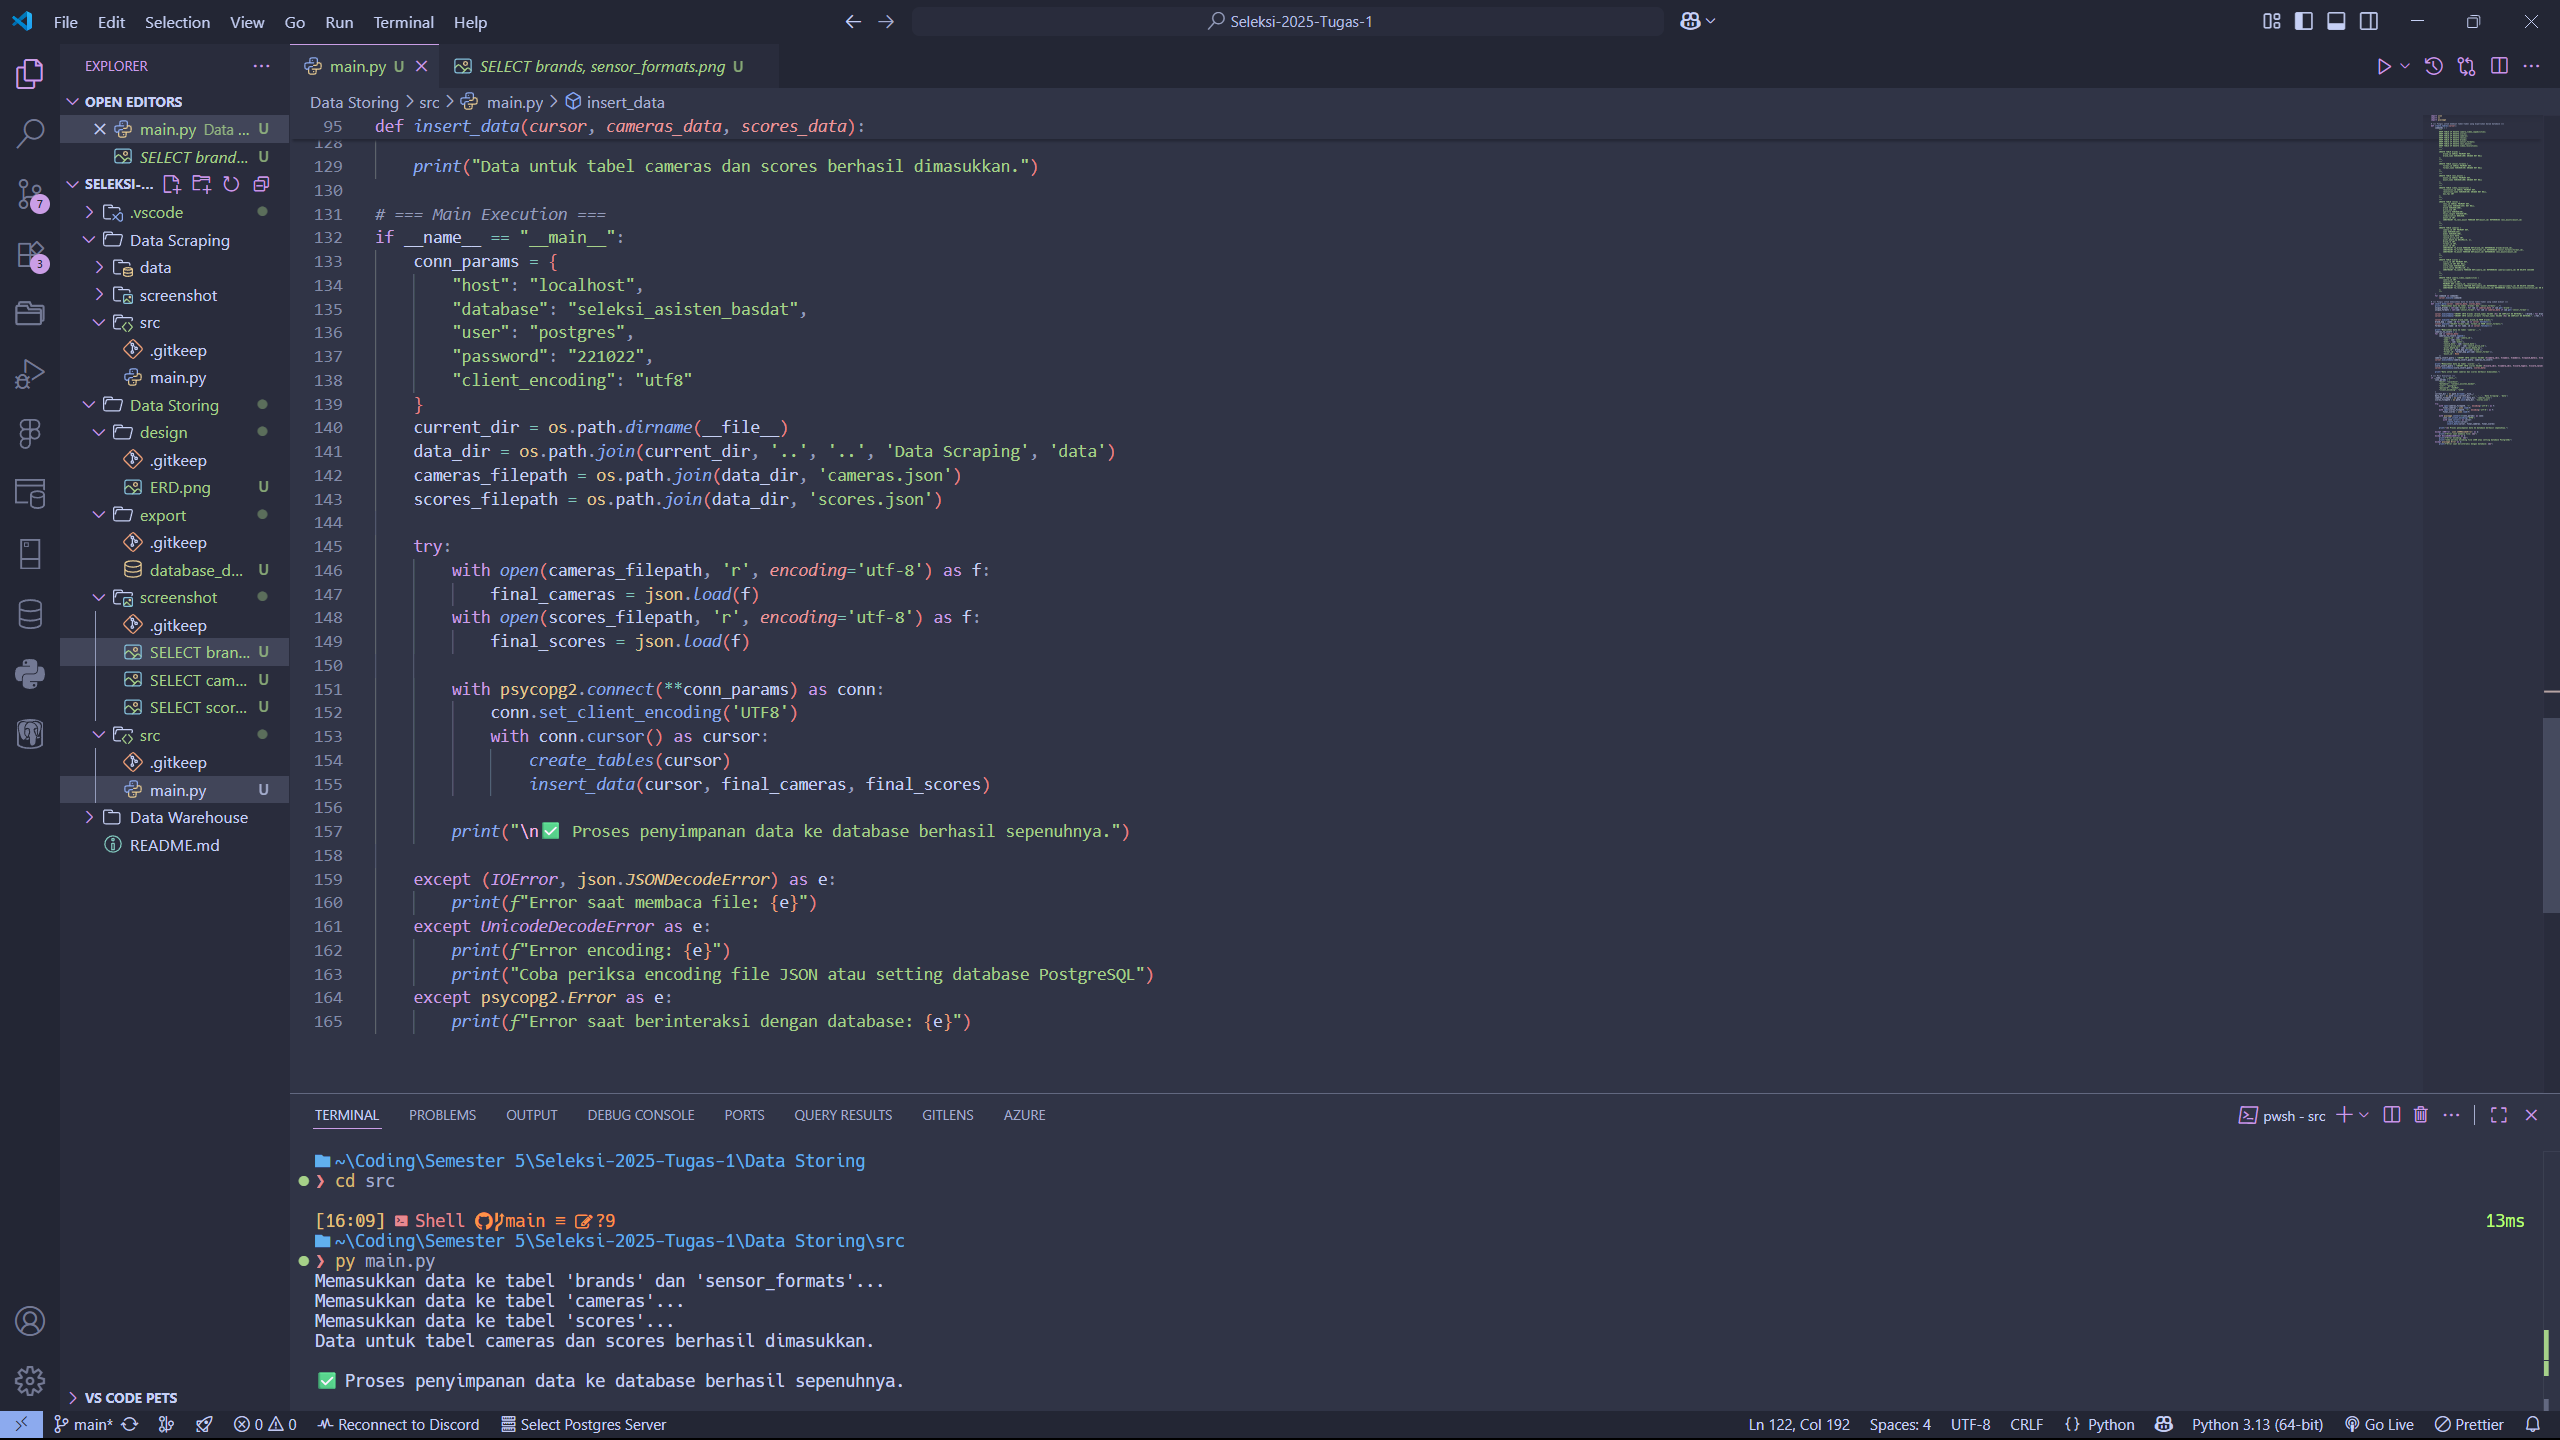 File Edit Selection View Go Run Terminal Help
Seleksi-2025-Tugas-1
EXPLORER
OPEN EDITORS
main.py Data ... U
SELECT brand... U
SELEKSI-...
.vscode
Data Scraping
data
screenshot
src
.gitkeep
main.py
Data Storing
design
.gitkeep
ERD.png U
export
.gitkeep
database_d... U
screenshot
.gitkeep
SELECT bran... U
SELECT cam... U
SELECT scor... U
src
.gitkeep
main.py U
Data Warehouse
README.md
VS CODE PETS
7
3
main.py U
SELECT brands, sensor_formats.png U
Data Storing > src > main.py > insert_data
95 def insert_data(cursor, cameras_data, scores_data):
128
129 print("Data untuk tabel cameras dan scores berhasil dimasukkan.")
130
131 # === Main Execution ===
132 if __name__ == "__main__":
133 conn_params = {
134 "host": "localhost",
135 "database": "seleksi_asisten_basdat",
136 "user": "postgres",
137 "password": "221022",
138 "client_encoding": "utf8"
139 }
140 current_dir = os.path.dirname(__file__)
141 data_dir = os.path.join(current_dir, '..', '..', 'Data Scraping', 'data')
142 cameras_filepath = os.path.join(data_dir, 'cameras.json')
143 scores_filepath = os.path.join(data_dir, 'scores.json')
144
145 try:
146 with open(cameras_filepath, 'r', encoding='utf-8') as f:
147 final_cameras = json.load(f)
148 with open(scores_filepath, 'r', encoding='utf-8') as f:
149 final_scores = json.load(f)
150
151 with psycopg2.connect(**conn_params) as conn:
152 conn.set_client_encoding('UTF8')
153 with conn.cursor() as cursor:
154 create_tables(cursor)
155 insert_data(cursor, final_cameras, final_scores)
156
157 print("\n✅ Proses penyimpanan data ke database berhasil sepenuhnya.")
158
159 except (IOError, json.JSONDecodeError) as e:
160 print(f"Error saat membaca file: {e}")
161 except UnicodeDecodeError as e:
162 print(f"Error encoding: {e}")
163 print("Coba periksa encoding file JSON atau setting database PostgreSQL")
164 except psycopg2.Error as e:
165 print(f"Error saat berinteraksi dengan database: {e}")
TERMINAL PROBLEMS OUTPUT DEBUG CONSOLE PORTS QUERY RESULTS GITLENS AZURE
pwsh - src
~\Coding\Semester 5\Seleksi-2025-Tugas-1\Data Storing
❯ cd src
[16:09] Shell main ≡ ?9 13ms
~\Coding\Semester 5\Seleksi-2025-Tugas-1\Data Storing\src
❯ py main.py
Memasukkan data ke tabel 'brands' dan 'sensor_formats'...
Memasukkan data ke tabel 'cameras'...
Memasukkan data ke tabel 'scores'...
Data untuk tabel cameras dan scores berhasil dimasukkan.
✅ Proses penyimpanan data ke database berhasil sepenuhnya.
main* 0 0 Reconnect to Discord Select Postgres Server Ln 122, Col 192 Spaces: 4 UTF-8 CRLF {} Python Python 3.13 (64-bit) Go Live Prettier